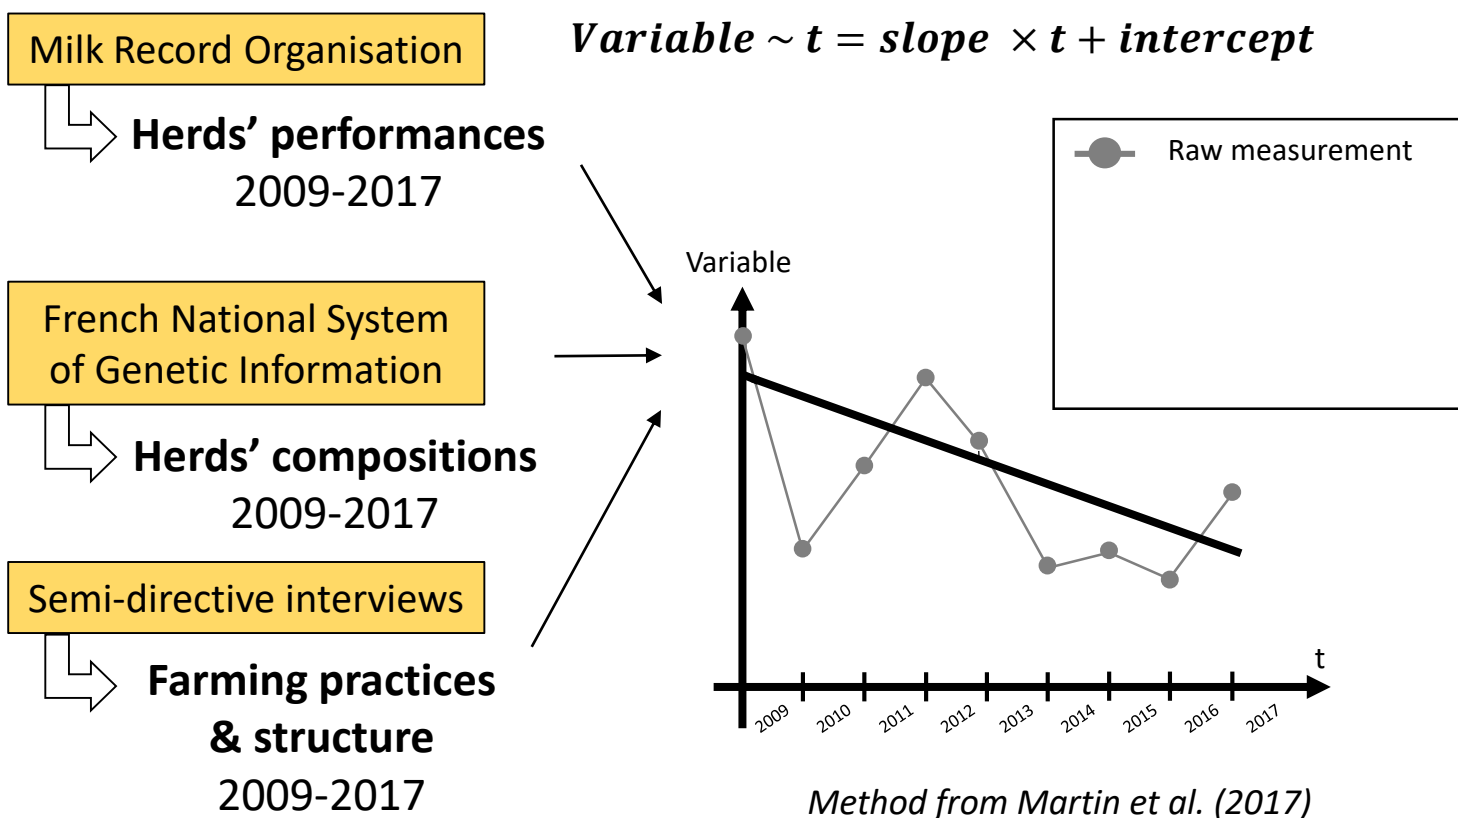 Milk Record Organisation
Herds’ performances
2009-2017
French National System
of Genetic Information
Herds’ compositions
2009-2017
Semi-directive interviews
Farming practices
& structure
2009-2017
Variable ~ t = slope × t + intercept
Raw measurement
Variable
t
2009 2010 2011 2012 2013 2014 2015 2016 2017
Method from Martin et al. (2017)